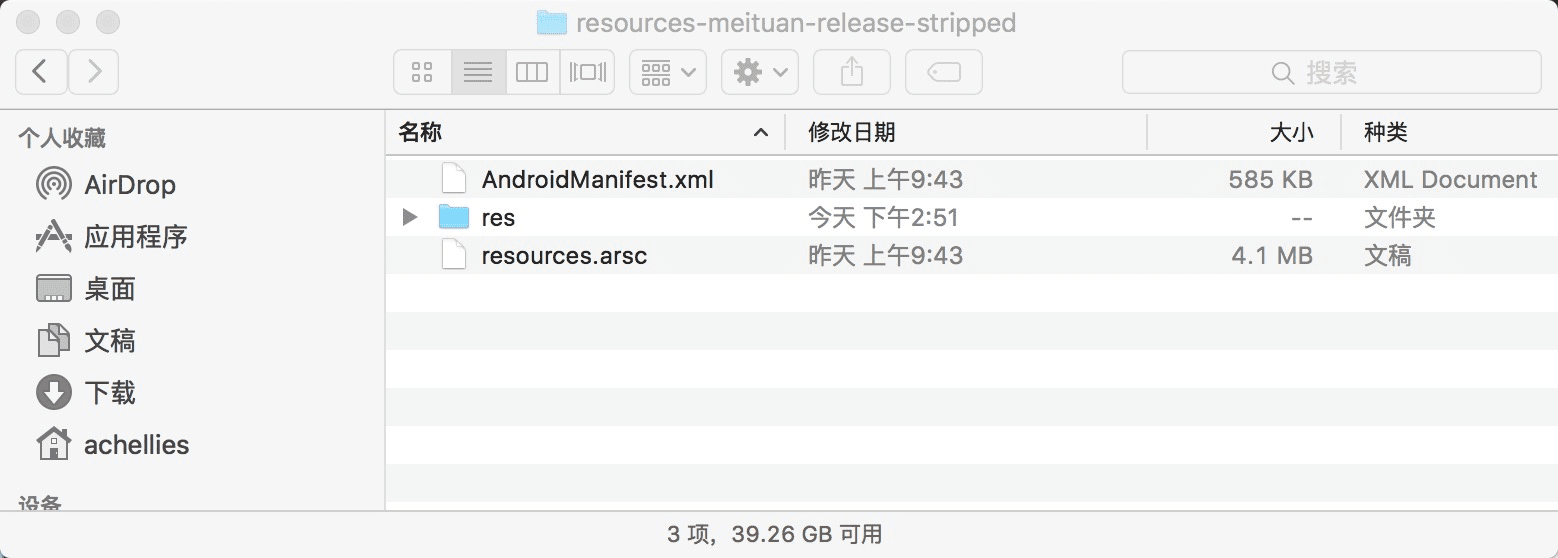 resources-meituan-release-stripped
搜索
个人收藏
AirDrop
应用程序
桌面
文稿
下载
achellies
设备
名称 修改日期 大小 种类
AndroidManifest.xml 昨天 上午9:43 585 KB XML Document
res 今天 下午2:51 -- 文件夹
resources.arsc 昨天 上午9:43 4.1 MB 文稿
3 项，39.26 GB 可用